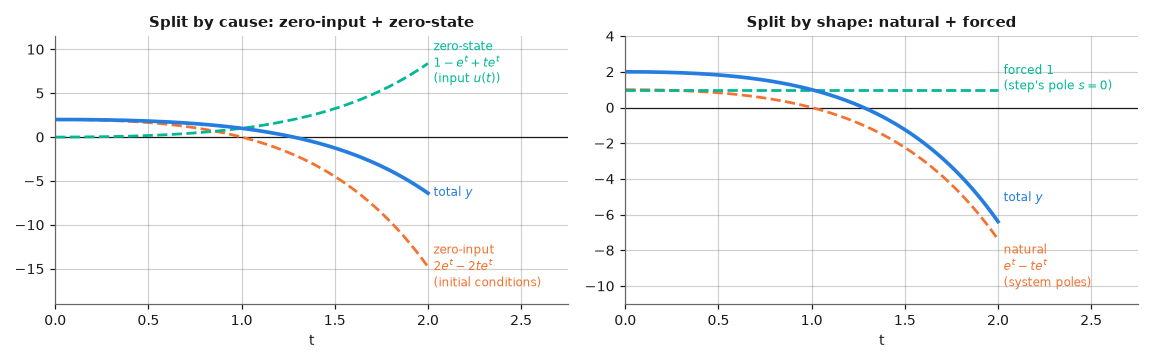 Split by cause: zero-input + zero-state
10
5
0
−5
−10
−15
0.0
0.5
1.0
1.5
2.0
2.5
t
zero-state
1 − e^t + te^t
(input u(t))
total y
zero-input
2e^t − 2te^t
(initial conditions)
Split by shape: natural + forced
4
2
0
−2
−4
−6
−8
−10
0.0
0.5
1.0
1.5
2.0
2.5
t
forced 1
(step's pole s = 0)
total y
natural
e^t − te^t
(system poles)